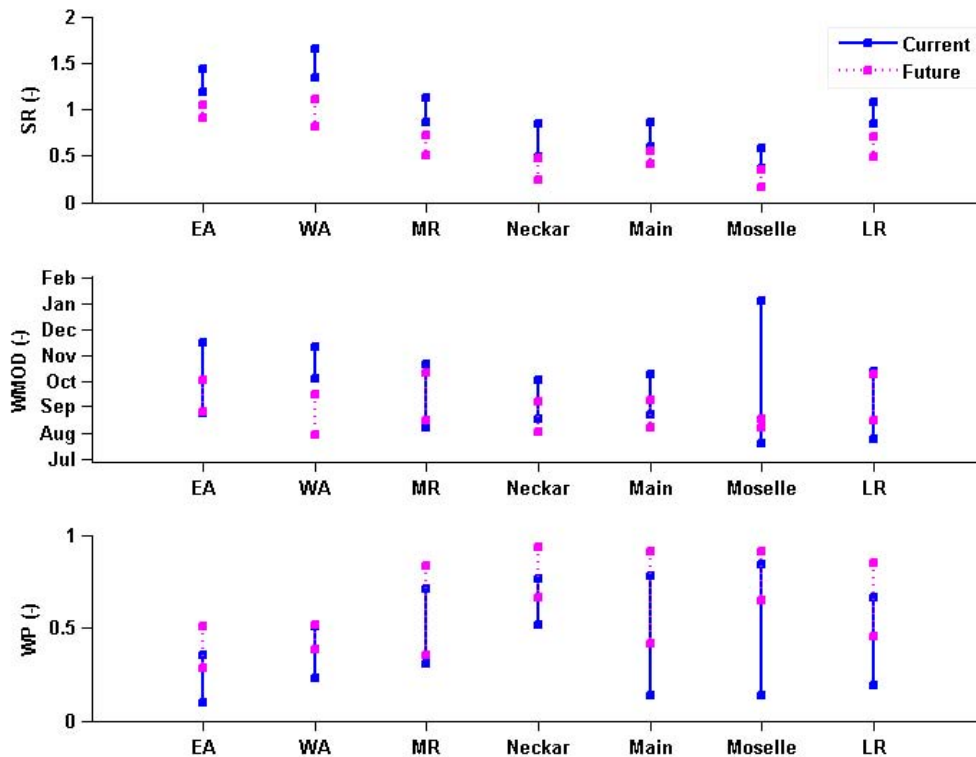 2
1.5
1
0.5
0
SR (-)
Current
Future
EA WA MR Neckar Main Moselle LR
Feb
Jan
Dec
Nov
Oct
Sep
Aug
Jul
WMOD (-)
EA WA MR Neckar Main Moselle LR
1
0.5
0
WP (-)
EA WA MR Neckar Main Moselle LR